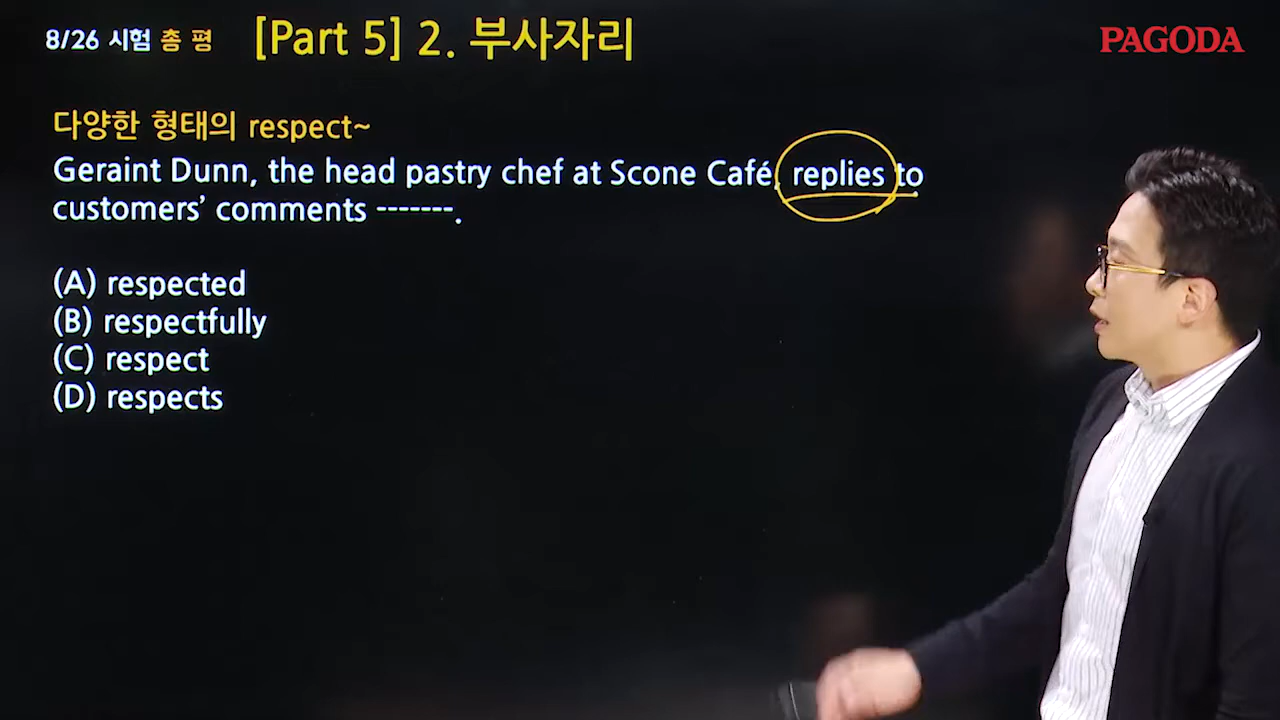 8/26 시험 총 평 [Part 5] 2. 부사자리
PAGODA
다양한 형태의 respect~
Geraint Dunn, the head pastry chef at Scone Café, replies to
customers’ comments -------.
(A) respected
(B) respectfully
(C) respect
(D) respects